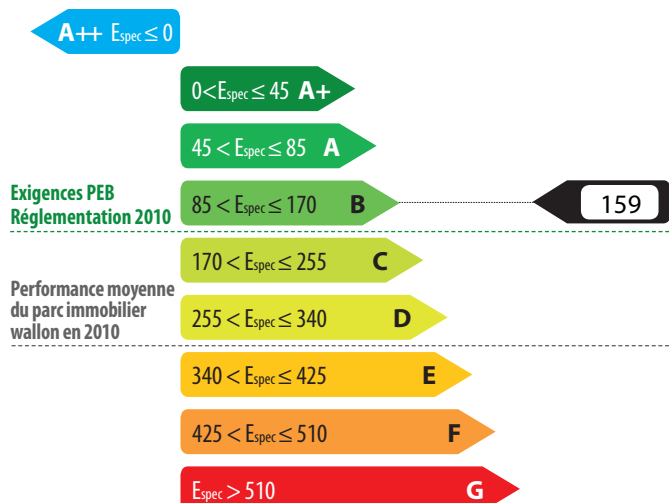 A++ Espec ≤ 0
0<Espec ≤ 45 A+
45 < Espec ≤ 85 A
Exigences PEB
Réglementation 2010
85 < Espec ≤ 170 B
159
170 < Espec ≤ 255 C
Performance moyenne
du parc immobilier
wallon en 2010
255 < Espec ≤ 340 D
340 < Espec ≤ 425 E
425 < Espec ≤ 510 F
Espec > 510 G